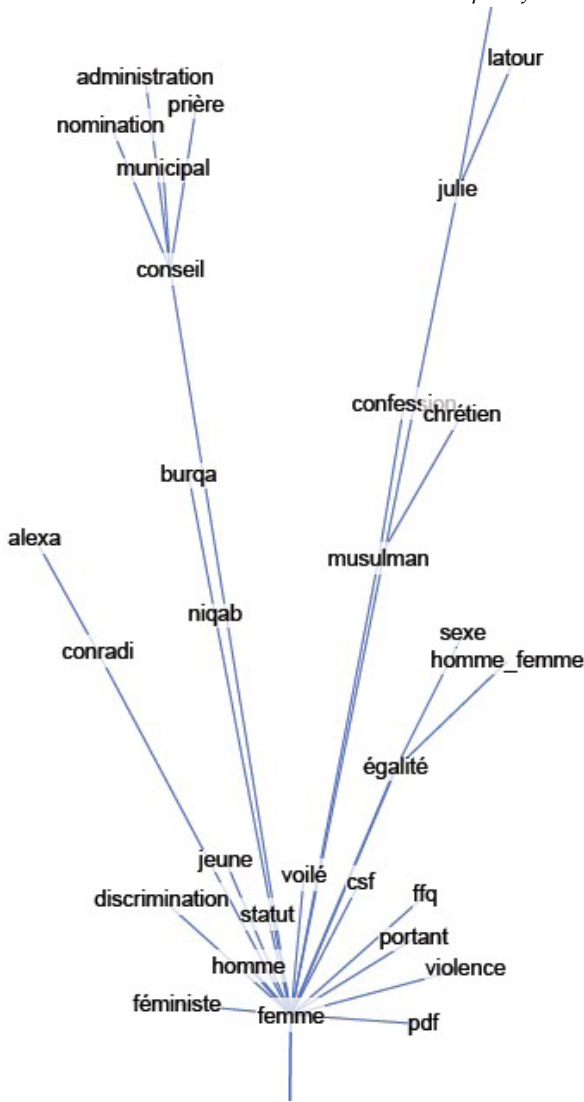 latour
administration
prière
nomination
municipal
julie
conseil
confession
chrétien
burqa
alexa
musulman
niqab
sexe
conradi
homme_femme
égalité
jeune
voilé
csf
discrimination
ffq
statut
portant
homme
violence
féministe
femme
pdf